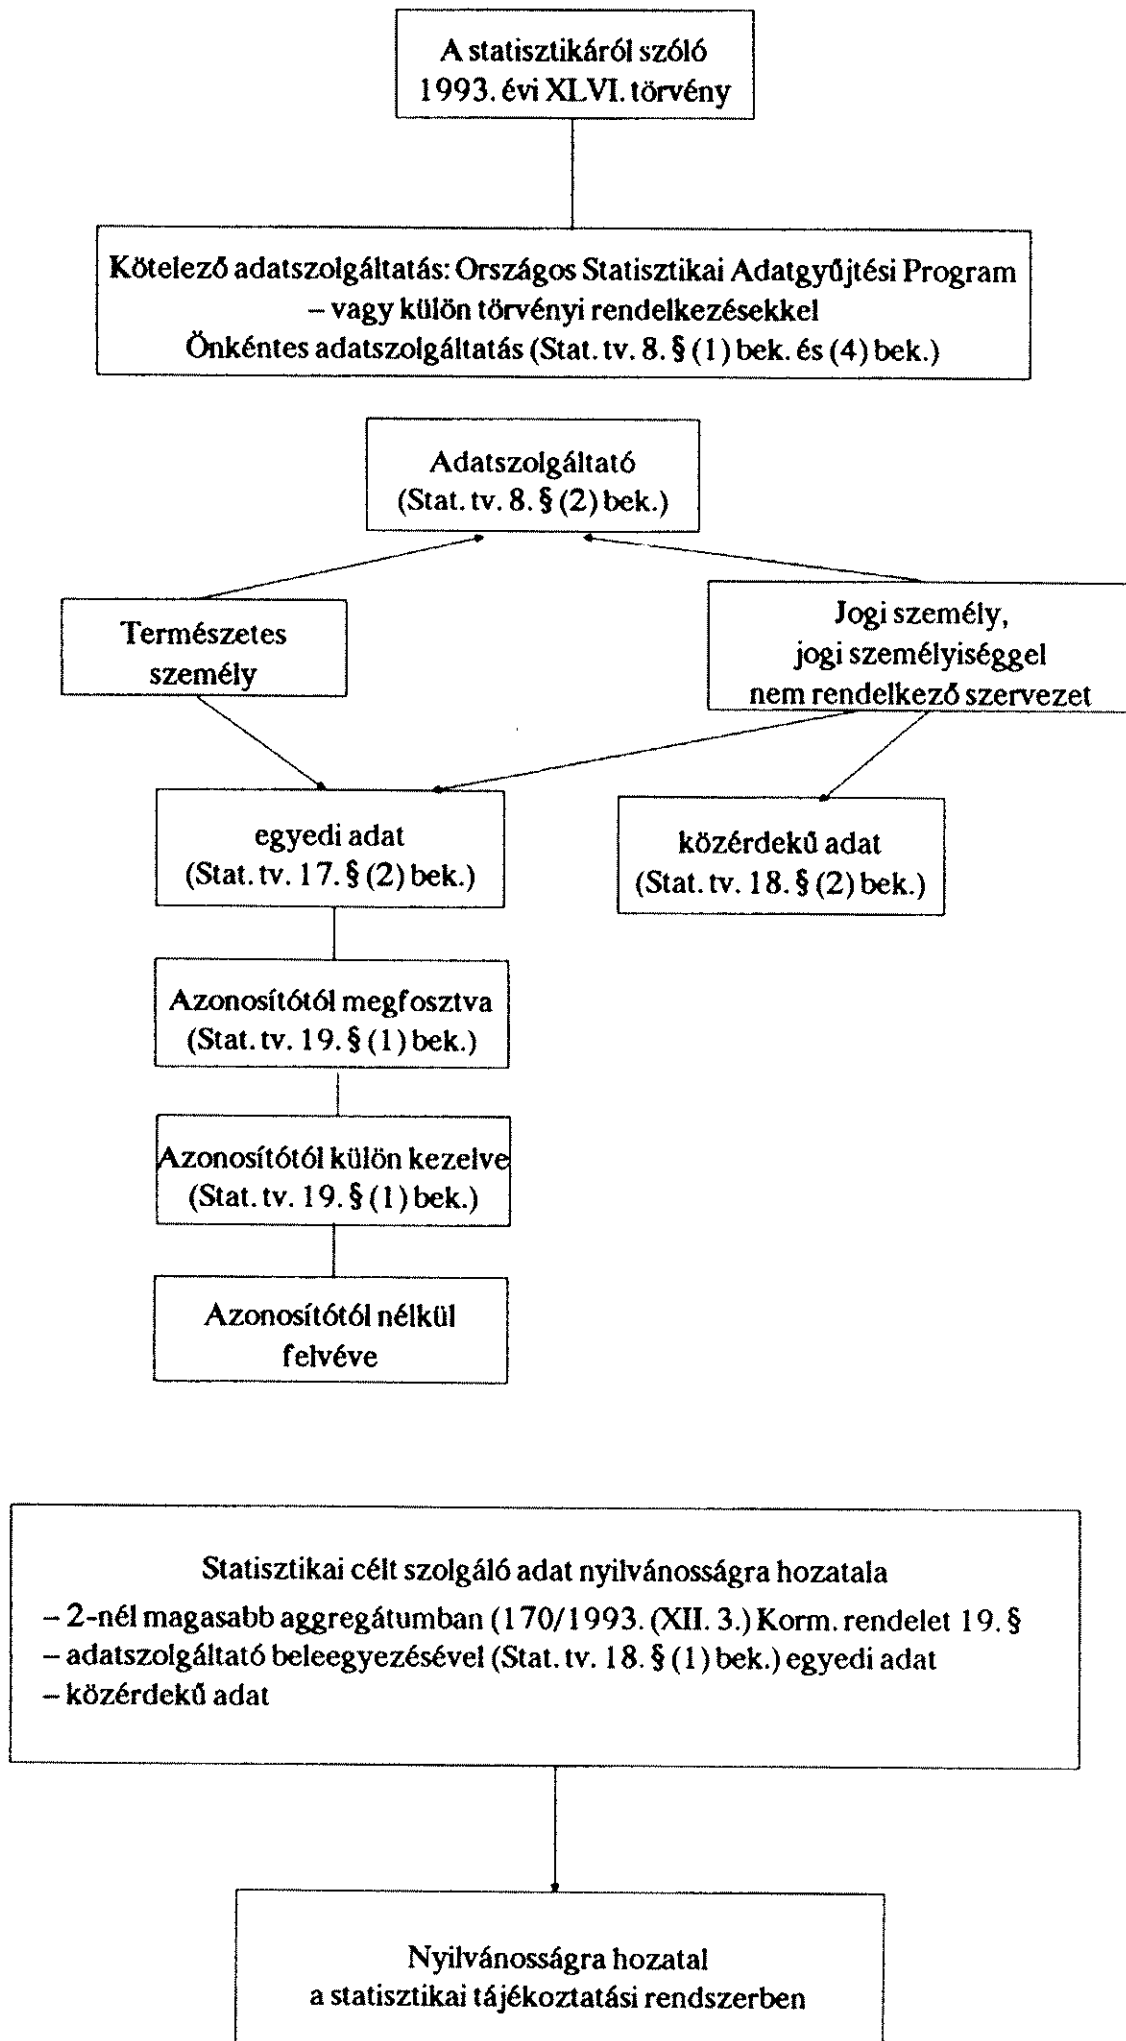 A statisztikáról szóló
1993. évi XLVI. törvény
Kötelező adatszolgáltatás: Országos Statisztikai Adatgyűjtési Program
– vagy külön törvényi rendelkezésekkel
Önkéntes adatszolgáltatás (Stat. tv. 8. § (1) bek. és (4) bek.)
Adatszolgáltató
(Stat. tv. 8. § (2) bek.)
Természetes
személy
Jogi személy,
jogi személyiséggel
nem rendelkező szervezet
egyedi adat
(Stat. tv. 17. § (2) bek.)
közérdekű adat
(Stat. tv. 18. § (2) bek.)
Azonosítótól megfosztva
(Stat. tv. 19. § (1) bek.)
Azonosítótól külön kezelve
(Stat. tv. 19. § (1) bek.)
Azonosítótól nélkül
felvéve
Statisztikai célt szolgáló adat nyilvánosságra hozatala
– 2-nél magasabb aggregátumban (170/1993. (XII. 3.) Korm. rendelet 19. §
– adatszolgáltató beleegyezésével (Stat. tv. 18. § (1) bek.) egyedi adat
– közérdekű adat
Nyilvánosságra hozatal
a statisztikai tájékoztatási rendszerben